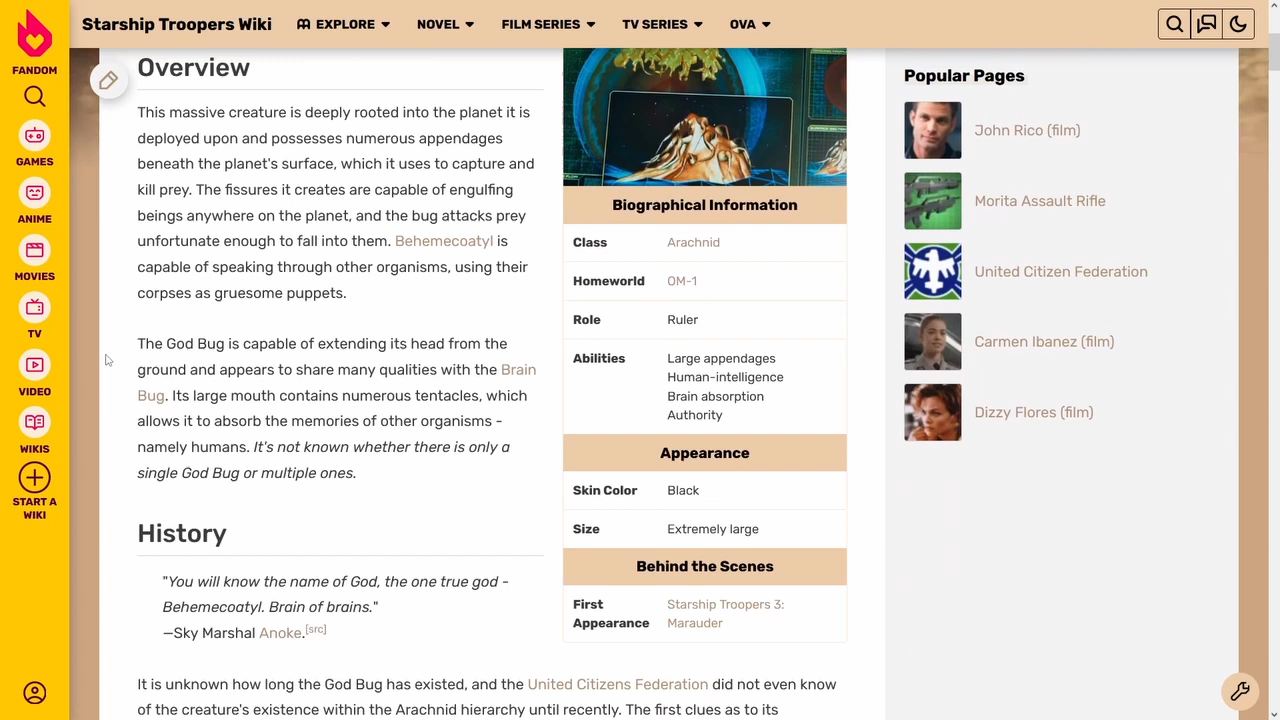 Starship Troopers Wiki
EXPLORE
NOVEL
FILM SERIES
TV SERIES
OVA
FANDOM
GAMES
ANIME
MOVIES
TV
VIDEO
WIKIS
START A
WIKI
Overview
This massive creature is deeply rooted into the planet it is
deployed upon and possesses numerous appendages
beneath the planet's surface, which it uses to capture and
kill prey. The fissures it creates are capable of engulfing
beings anywhere on the planet, and the bug attacks prey
unfortunate enough to fall into them. Behemecoatyl is
capable of speaking through other organisms, using their
corpses as gruesome puppets.
The God Bug is capable of extending its head from the
ground and appears to share many qualities with the Brain
Bug. Its large mouth contains numerous tentacles, which
allows it to absorb the memories of other organisms -
namely humans. It's not known whether there is only a
single God Bug or multiple ones.
History
"You will know the name of God, the one true god -
Behemecoatyl. Brain of brains."
—Sky Marshal Anoke.[src]
It is unknown how long the God Bug has existed, and the United Citizens Federation did not even know
of the creature's existence within the Arachnid hierarchy until recently. The first clues as to its
Biographical Information
Class Arachnid
Homeworld OM-1
Role Ruler
Abilities Large appendages
Human-intelligence
Brain absorption
Authority
Appearance
Skin Color Black
Size Extremely large
Behind the Scenes
First Starship Troopers 3:
Appearance Marauder
Popular Pages
John Rico (film)
Morita Assault Rifle
United Citizen Federation
Carmen Ibanez (film)
Dizzy Flores (film)